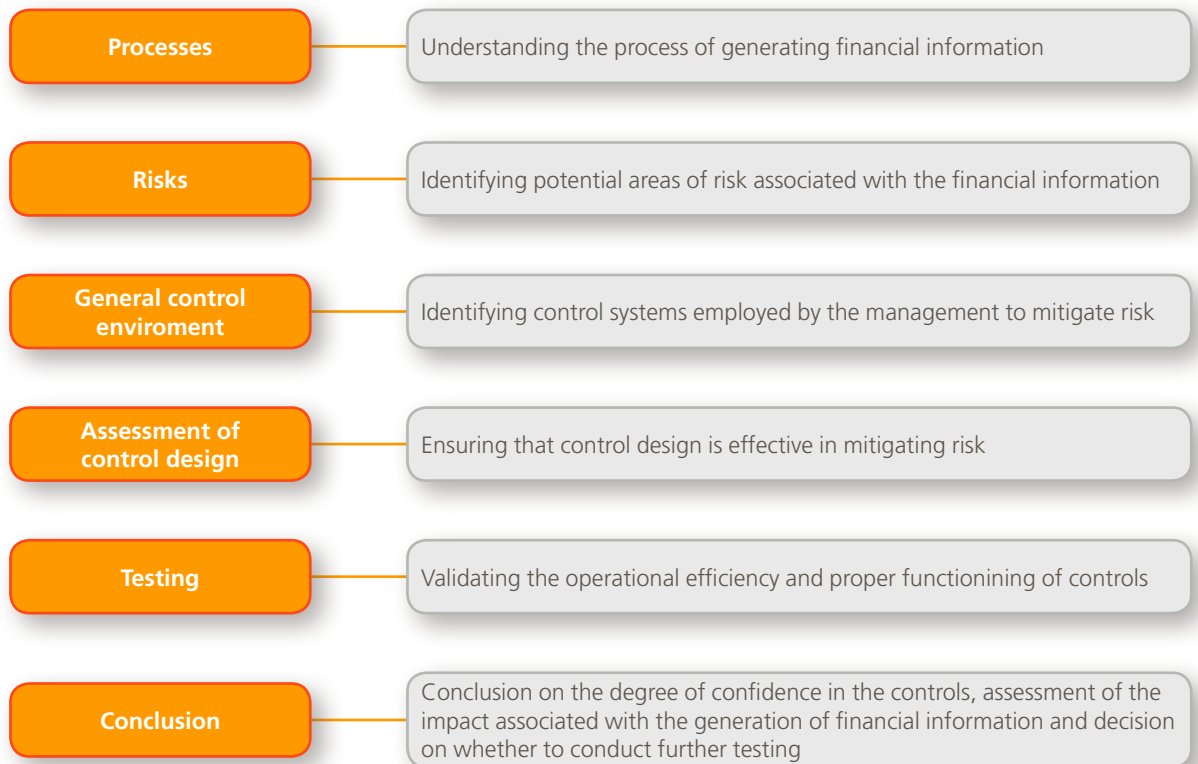 Processes
Understanding the process of generating financial information
Risks
Identifying potential areas of risk associated with the financial information
General control
enviroment
Identifying control systems employed by the management to mitigate risk
Assessment of
control design
Ensuring that control design is effective in mitigating risk
Testing
Validating the operational efficiency and proper functionining of controls
Conclusion
Conclusion on the degree of confidence in the controls, assessment of the
impact associated with the generation of financial information and decision
on whether to conduct further testing